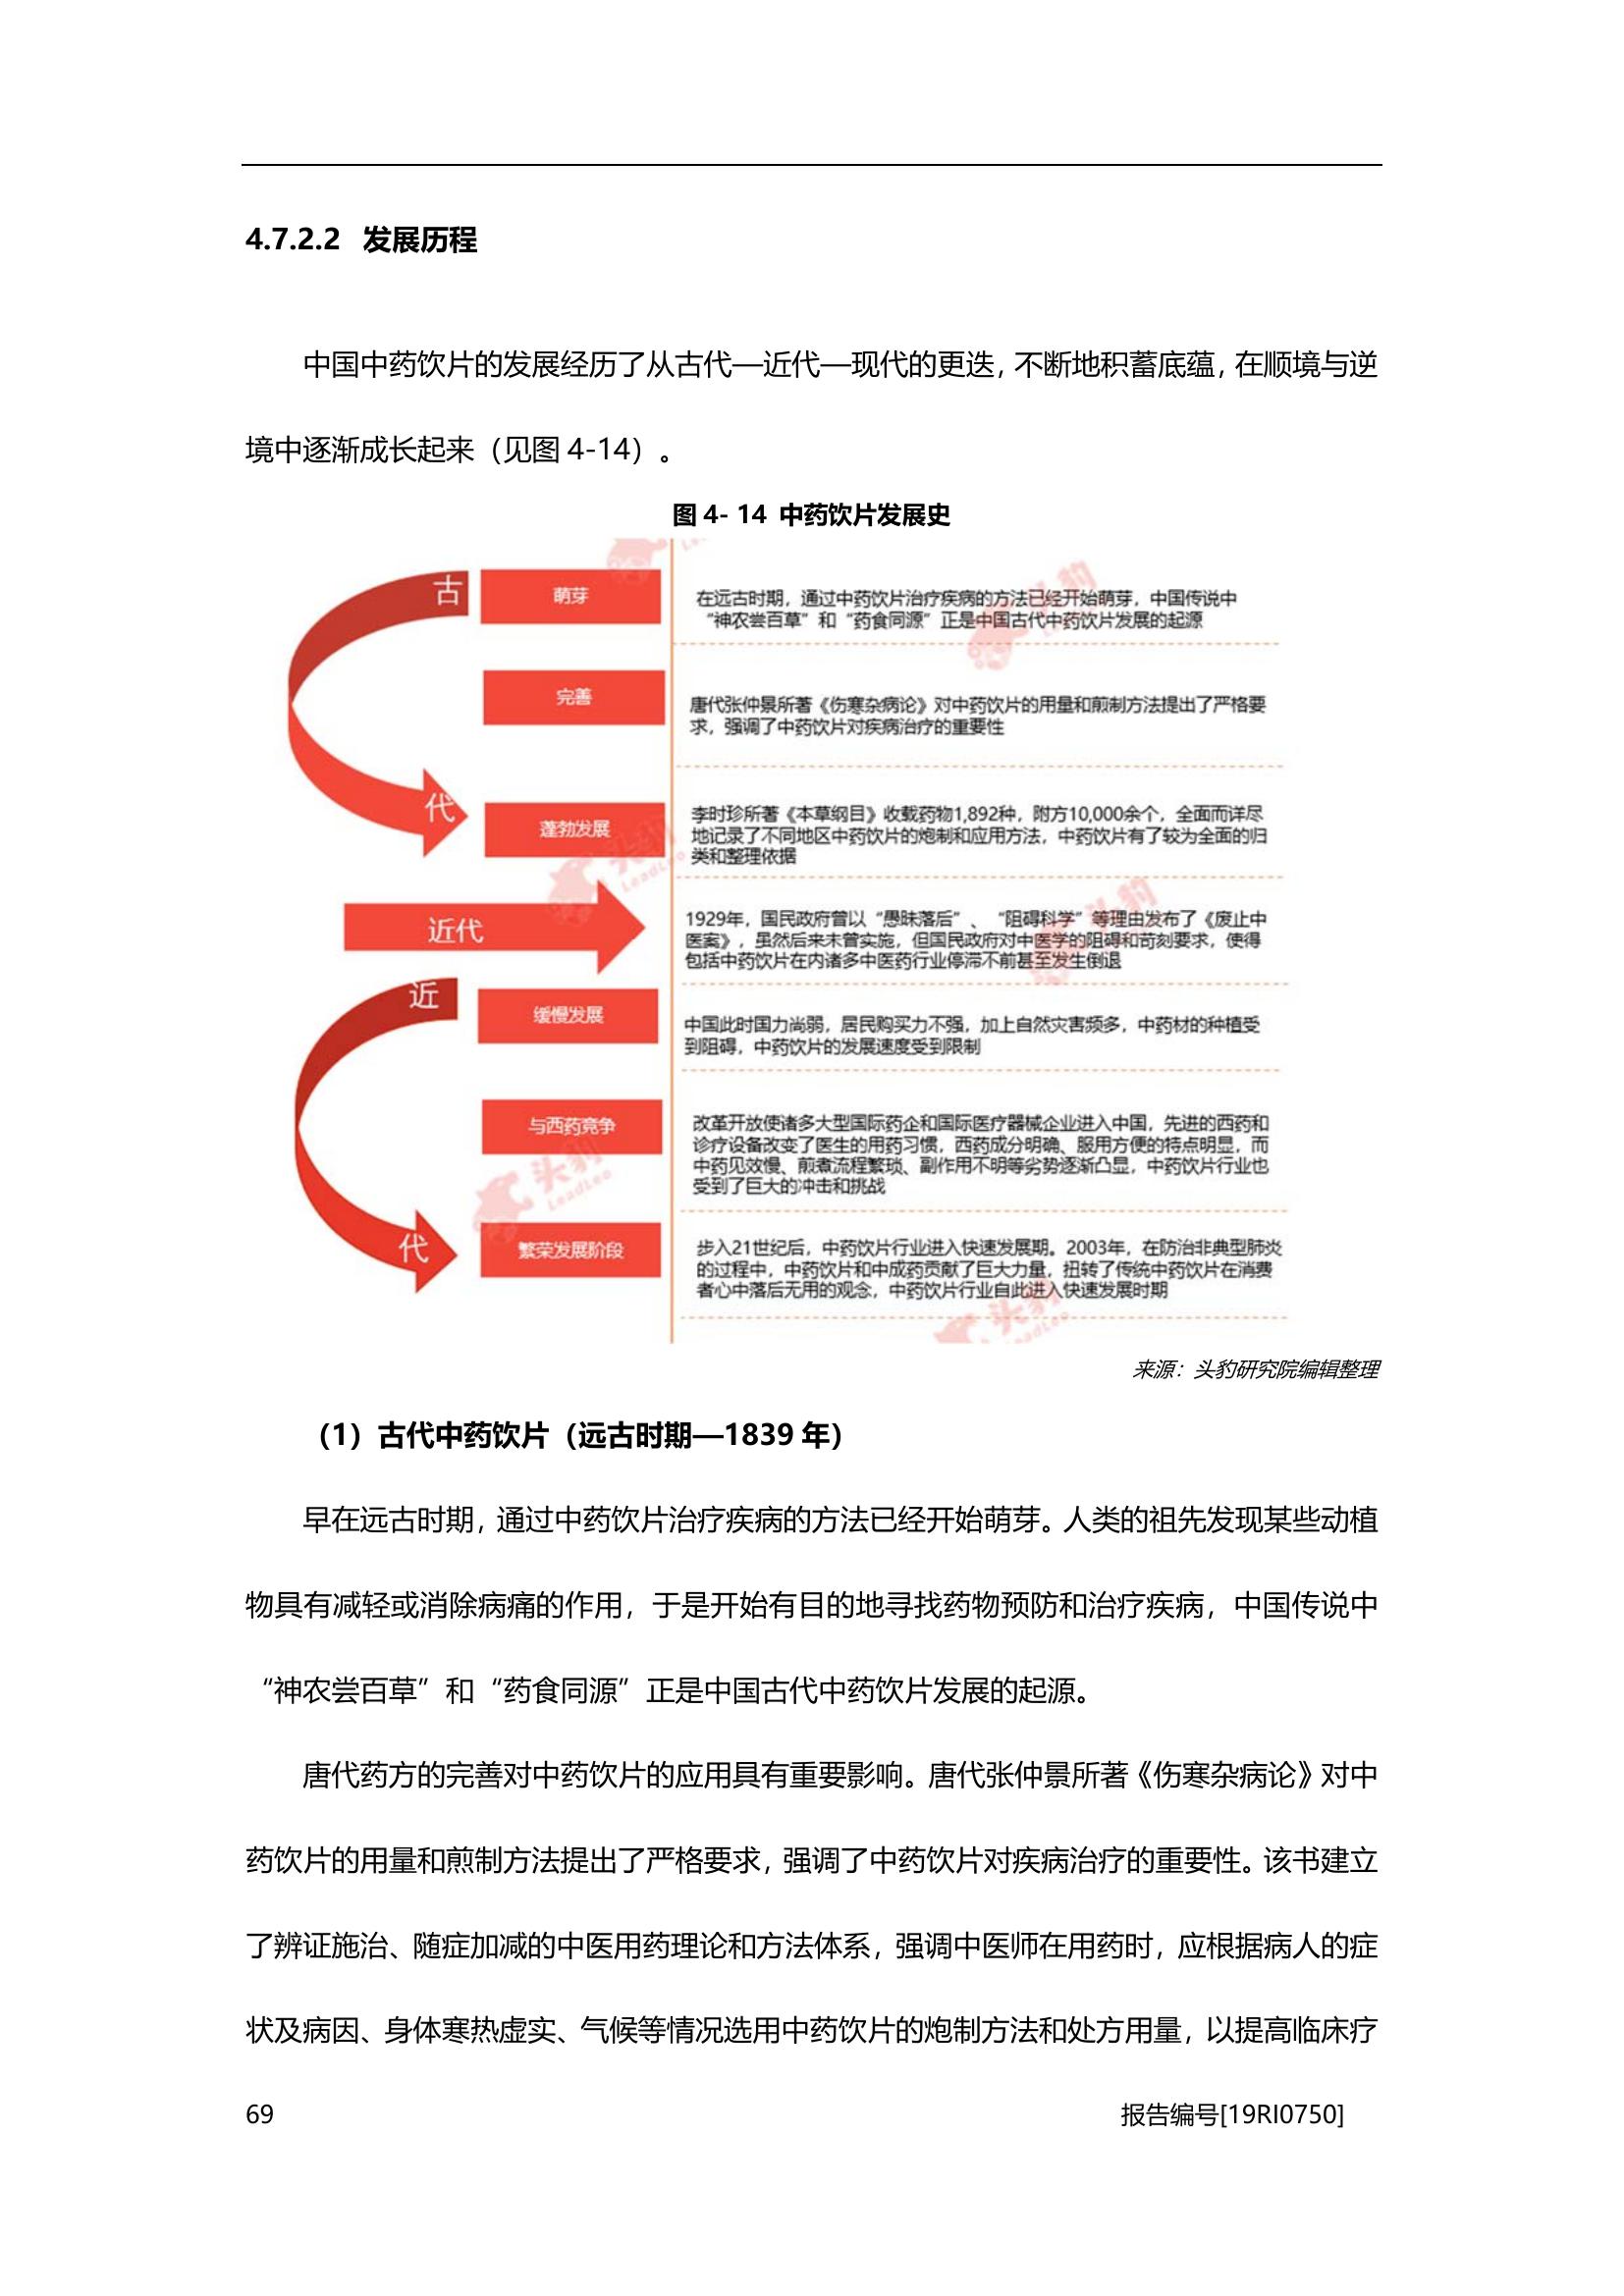 4.7.2.2 发展历程
中国中药饮片的发展经历了从古代—近代—现代的更迭，不断地积蓄底蕴，在顺境与逆
境中逐渐成长起来（见图 4-14）。
图 4- 14 中药饮片发展史
古
萌芽
在远古时期，通过中药饮片治疗疾病的方法已经开始萌芽，中国传说中
“神农尝百草”和“药食同源”正是中国古代中药饮片发展的起源
完善
唐代张仲景所著《伤寒杂病论》对中药饮片的用量和煎制方法提出了严格要
求，强调了中药饮片对疾病治疗的重要性
代
蓬勃发展
李时珍所著《本草纲目》收载药物1,892种，附方10,000余个，全面而详尽
地记录了不同地区中药饮片的炮制和应用方法，中药饮片有了较为全面的归
类和整理依据
近代
1929年，国民政府曾以“愚昧落后”、“阻碍科学”等理由发布了《废止中
医案》，虽然后来未曾实施，但国民政府对中医学的阻碍和苛刻要求，使得
包括中药饮片在内诸多中医药行业停滞不前甚至发生倒退
近
缓慢发展
中国此时国力尚弱，居民购买力不强，加上自然灾害频多，中药材的种植受
到阻碍，中药饮片的发展速度受到限制
与西药竞争
改革开放使诸多大型国际药企和国际医疗器械企业进入中国，先进的西药和
诊疗设备改变了医生的用药习惯，西药成分明确、服用方便的特点明显，而
中药见效慢、煎煮流程繁琐、副作用不明等劣势逐渐凸显，中药饮片行业也
受到了巨大的冲击和挑战
代
繁荣发展阶段
步入21世纪后，中药饮片行业进入快速发展期。2003年，在防治非典型肺炎
的过程中，中药饮片和中成药贡献了巨大力量，扭转了传统中药饮片在消费
者心中落后无用的观念，中药饮片行业自此进入快速发展时期
头豹
LeadLeo
来源：头豹研究院编辑整理
（1）古代中药饮片（远古时期—1839 年）
早在远古时期，通过中药饮片治疗疾病的方法已经开始萌芽。人类的祖先发现某些动植
物具有减轻或消除病痛的作用，于是开始有目的地寻找药物预防和治疗疾病，中国传说中
“神农尝百草”和“药食同源”正是中国古代中药饮片发展的起源。
唐代药方的完善对中药饮片的应用具有重要影响。唐代张仲景所著《伤寒杂病论》对中
药饮片的用量和煎制方法提出了严格要求，强调了中药饮片对疾病治疗的重要性。该书建立
了辨证施治、随症加减的中医用药理论和方法体系，强调中医师在用药时，应根据病人的症
状及病因、身体寒热虚实、气候等情况选用中药饮片的炮制方法和处方用量，以提高临床疗
69
报告编号[19RI0750]